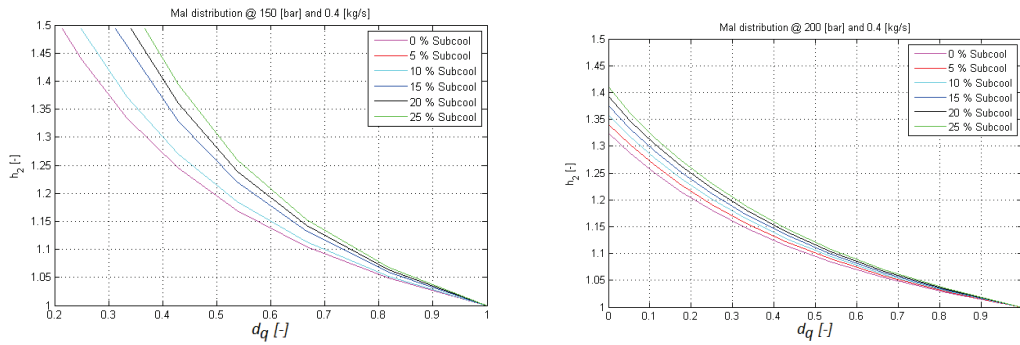 Mal distribution @ 150 [bar] and 0.4 [kg/s]
1.5
1.45
1.4
1.35
1.3
1.25
1.2
1.15
1.1
1.05
1
h2 [-]
0 % Subcool
5 % Subcool
10 % Subcool
15 % Subcool
20 % Subcool
25 % Subcool
0.2 0.3 0.4 0.5 0.6 0.7 0.8 0.9 1
dq [-]
Mal distribution @ 200 [bar] and 0.4 [kg/s]
1.5
1.45
1.4
1.35
1.3
1.25
1.2
1.15
1.1
1.05
1
h2 [-]
0 % Subcool
5 % Subcool
10 % Subcool
15 % Subcool
20 % Subcool
25 % Subcool
0 0.1 0.2 0.3 0.4 0.5 0.6 0.7 0.8 0.9
dq [-]